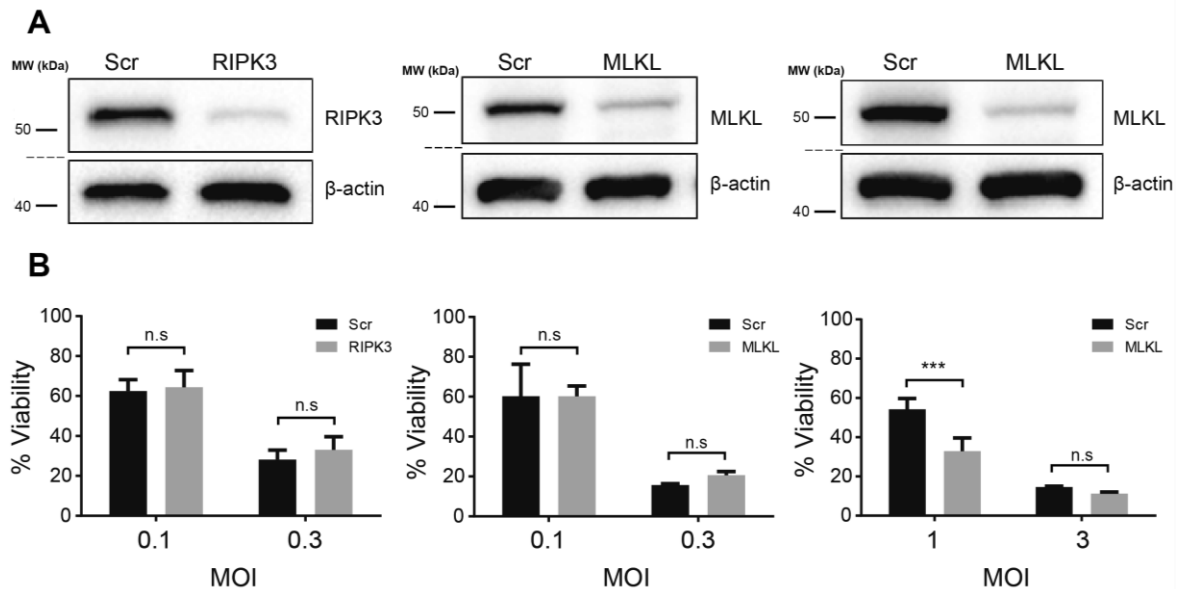 A
MW (kDa) Scr RIPK3
50
RIPK3
40
β-actin
MW (kDa) Scr MLKL
50
MLKL
40
β-actin
MW (kDa) Scr MLKL
50
MLKL
40
β-actin
B
% Viability
100
80
60
40
20
0
n.s
n.s
Scr
RIPK3
0.1 0.3
MOI
% Viability
100
80
60
40
20
0
n.s
n.s
Scr
MLKL
0.1 0.3
MOI
% Viability
100
80
60
40
20
0
***
n.s
Scr
MLKL
1 3
MOI